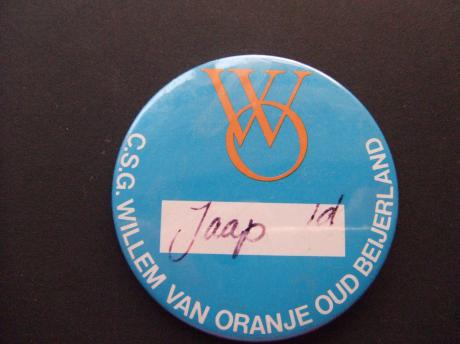 WO
Jaap 1d
C.S.G. WILLEM VAN ORANJE OUD BEIJERLAND